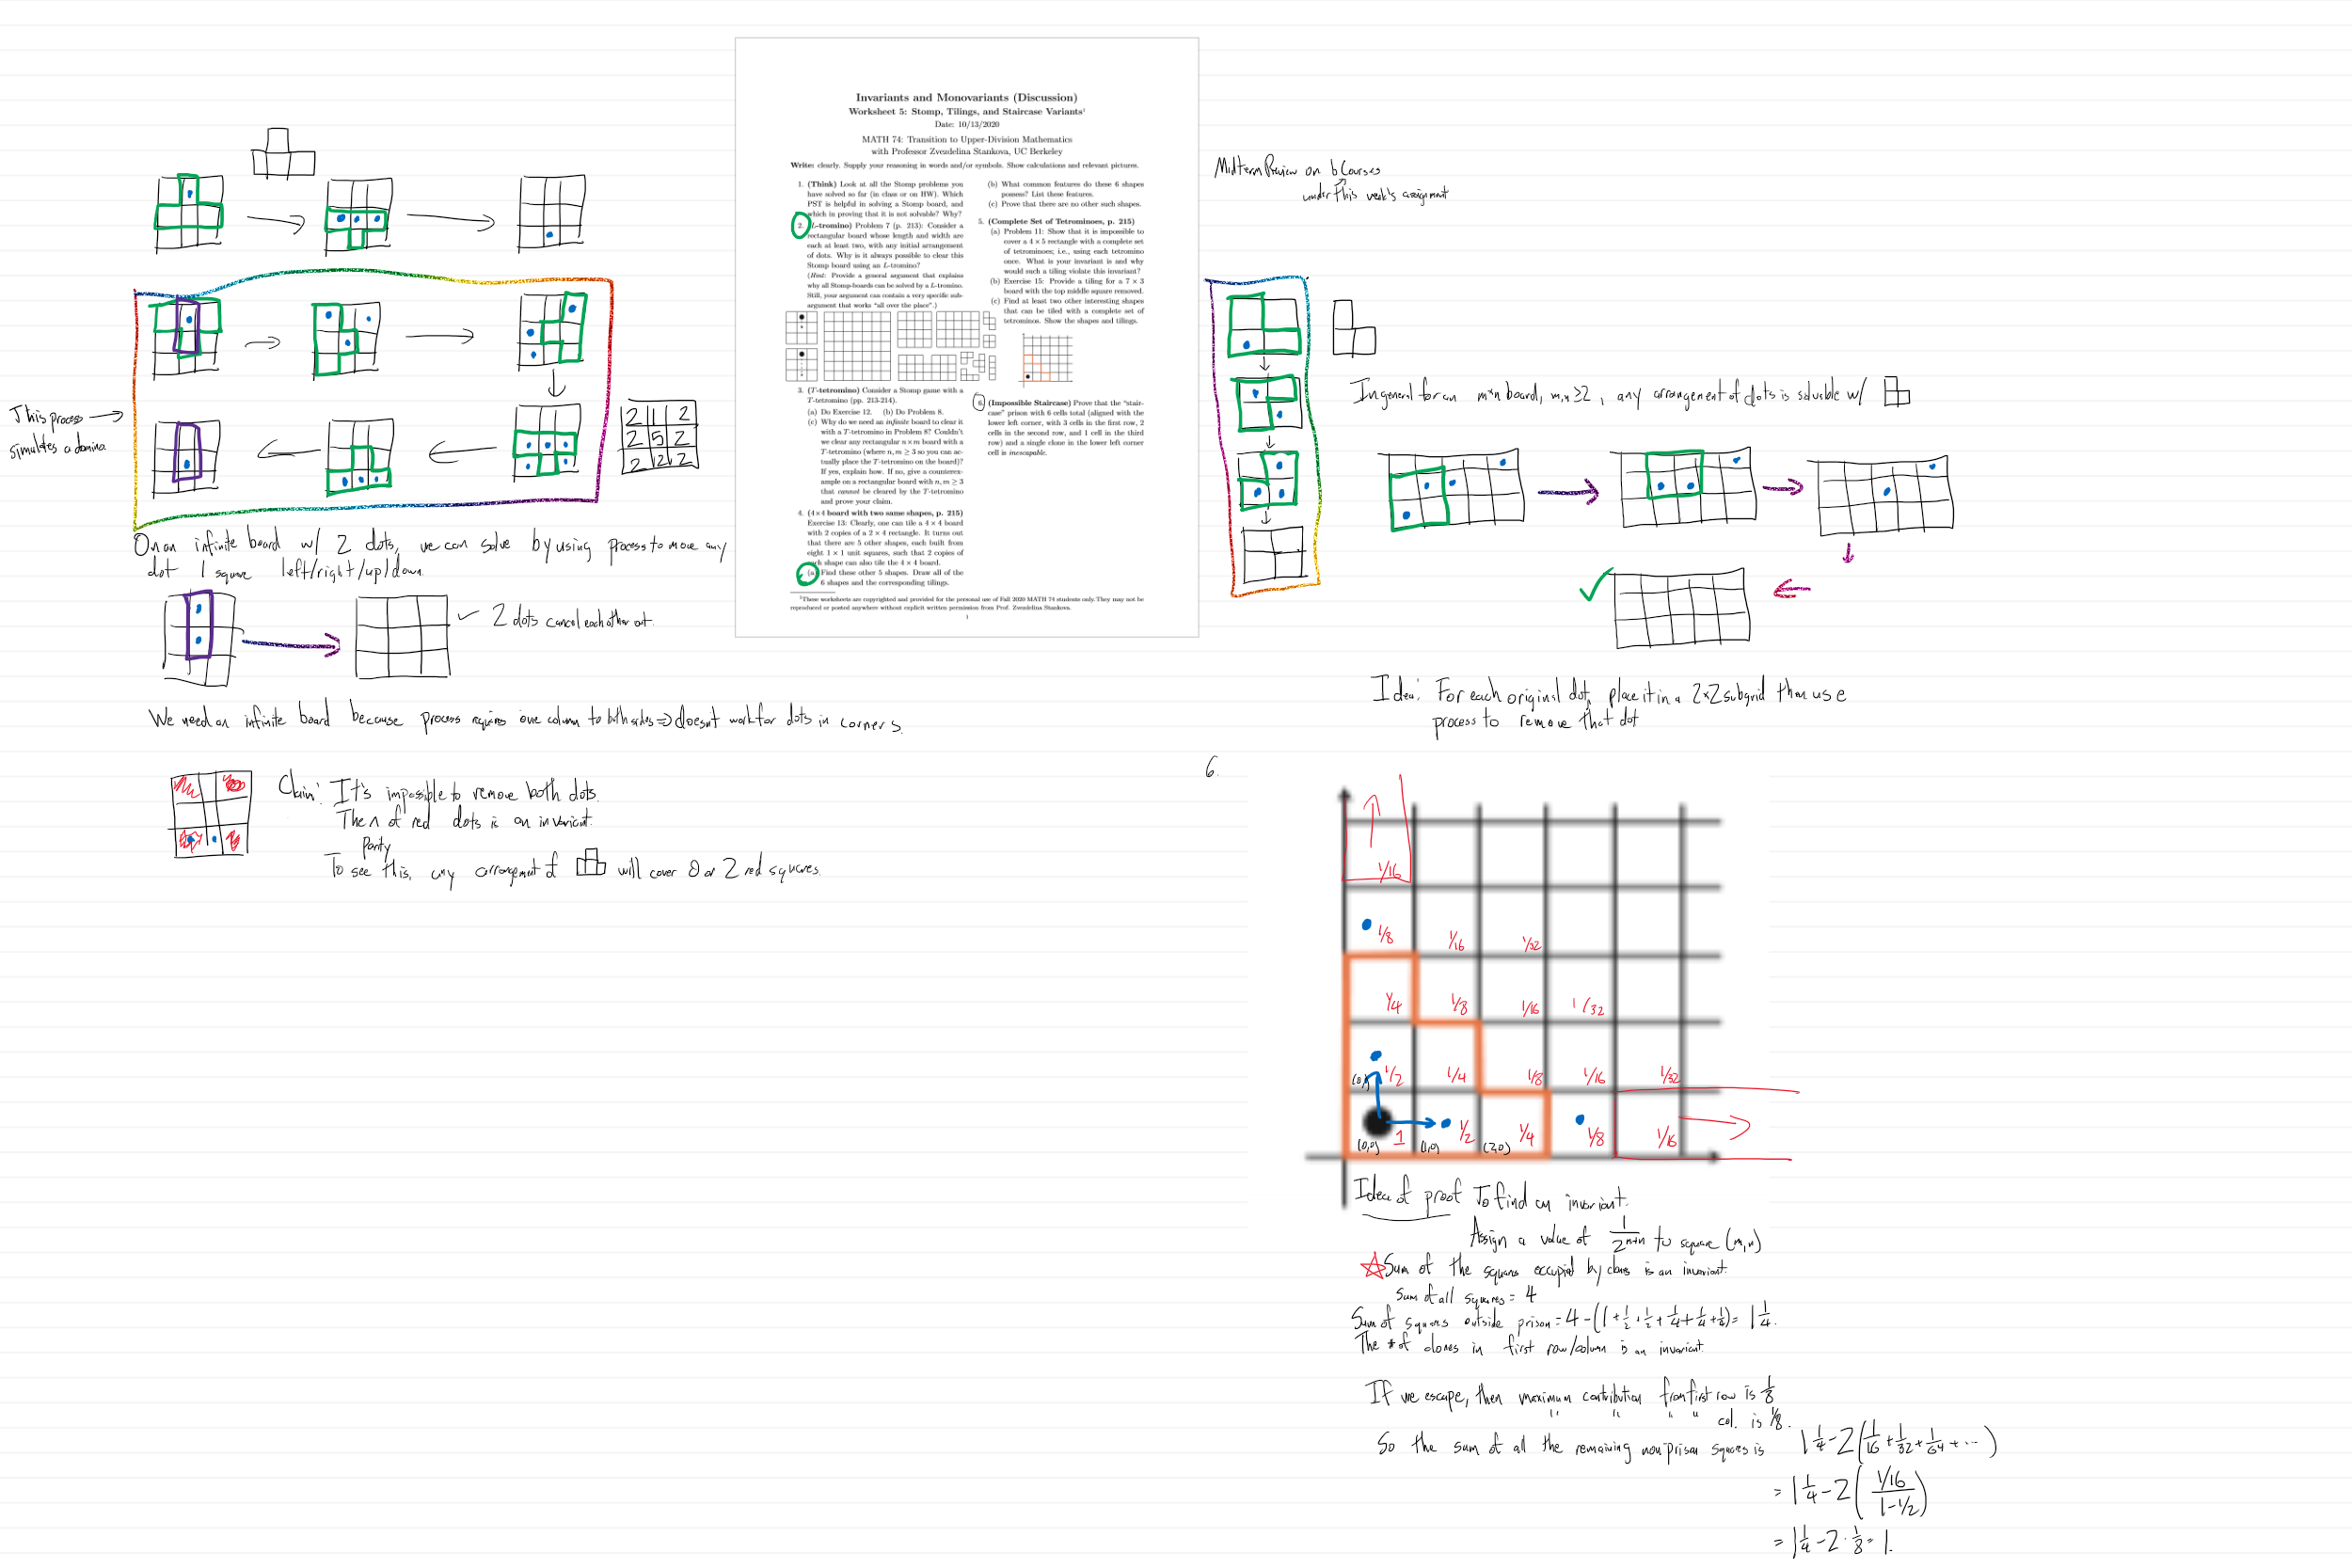 Invariants and Monovariants (Discussion)
Worksheet 5: Stomp, Tilings, and Staircase Variants¹
Date: 10/13/2020
MATH 74: Transition to Upper-Division Mathematics
with Professor Zvezdelina Stankova, UC Berkeley
Write: clearly. Supply your reasoning in words and/or symbols. Show calculations and relevant pictures.
1. (Think) Look at all the Stomp problems you
have solved so far (in class or on HW). Which
PST is helpful in solving a Stomp board, and
which in proving that it is not solvable? Why?
2. (L-tromino) Problem 7 (p. 213): Consider a
rectangular board whose length and width are
each at least two, with any initial arrangement
of dots. Why is it always possible to clear this
Stomp board using an L-tromino?
(Hint: Provide a general argument that explains
why all Stomp-boards can be solved by a L-tromino.
Still, your argument can contain a very specific sub-
argument that works "all over the place".)
3. (T-tetromino) Consider a Stomp game with a
T-tetromino (pp. 213-214).
(a) Do Exercise 12. (b) Do Problem 8.
(c) Why do we need an infinite board to clear it
with a T-tetromino in Problem 8? Couldn't
we clear any rectangular n×m board with a
T-tetromino (where n, m ≥ 3 so you can ac-
tually place the T-tetromino on the board)?
If yes, explain how. If no, give a counterex-
ample on a rectangular board with n, m ≥ 3
that cannot be cleared by the T-tetromino
and prove your claim.
4. (4×4 board with two same shapes, p. 215)
Exercise 13: Clearly, one can tile a 4 × 4 board
with 2 copies of a 2 × 4 rectangle. It turns out
that there are 5 other shapes, each built from
eight 1 × 1 unit squares, such that 2 copies of
each shape can also tile the 4 × 4 board.
(a) Find these other 5 shapes. Draw all of the
6 shapes and the corresponding tilings.
(b) What common features do these 6 shapes
possess? List these features.
(c) Prove that there are no other such shapes.
5. (Complete Set of Tetrominoes, p. 215)
(a) Problem 11: Show that it is impossible to
cover a 4 × 5 rectangle with a complete set
of tetrominoes; i.e., using each tetromino
once. What is your invariant is and why
would such a tiling violate this invariant?
(b) Exercise 15: Provide a tiling for a 7 × 3
board with the top middle square removed.
(c) Find at least two other interesting shapes
that can be tiled with a complete set of
tetrominos. Show the shapes and tilings.
6. (Impossible Staircase) Prove that the "stair-
case" prison with 6 cells total (aligned with the
lower left corner, with 3 cells in the first row, 2
cells in the second row, and 1 cell in the third
row) and a single clone in the lower left corner
cell is inescapable.
¹These worksheets are copyrighted and provided for the personal use of Fall 2020 MATH 74 students only. They may not be
reproduced or posted anywhere without explicit written permission from Prof. Zvezdelina Stankova.
1
This process
simulates a domino
2 1 2
2 5 2
2 2 2
On an infinite board w/ 2 dots, we can solve by using process to move any
dot 1 square left/right/up/down.
2 dots cancel each other out.
We need an infinite board because process requires one column to both sides ⇒ doesn't work for dots in corners.
Claim: It's impossible to remove both dots.
The # of red dots is an invariant.
Parity
To see this, any arrangement of will cover 0 or 2 red squares.
Midterm Review on bCourses
under this week's assignment
In general for an m×n board, m,n ≥ 2, any arrangement of dots is solvable w/
Idea: For each original dot, place it in a 2×2 subgrid then use
process to remove that dot
6.
1/16
1/8 1/16 1/32
1/4 1/8 1/16 1/32
(0,1) 1/2 1/4 1/8 1/16 1/32
(0,0) 1 (1,0) 1/2 (2,0) 1/4 1/8 1/16
Idea of proof To find an invariant.
Assign a value of 1/2^{m+n} to square (m,n)
Sum of the squares occupied by clones is an invariant.
Sum of all squares = 4
Sum of squares outside prison = 4 - (1 + 1/2 + 1/2 + 1/4 + 1/4 + 1/4) = 1 1/4.
The # of clones in first row/column is an invariant.
If we escape, then maximum contribution from first row is 1/8
" " " " col. is 1/8.
So the sum of all the remaining nonprison squares is 1 1/4 - 2(1/16 + 1/32 + 1/64 + ...)
= 1 1/4 - 2((1/16)/(1-1/2))
= 1 1/4 - 2 · 1/8 = 1.